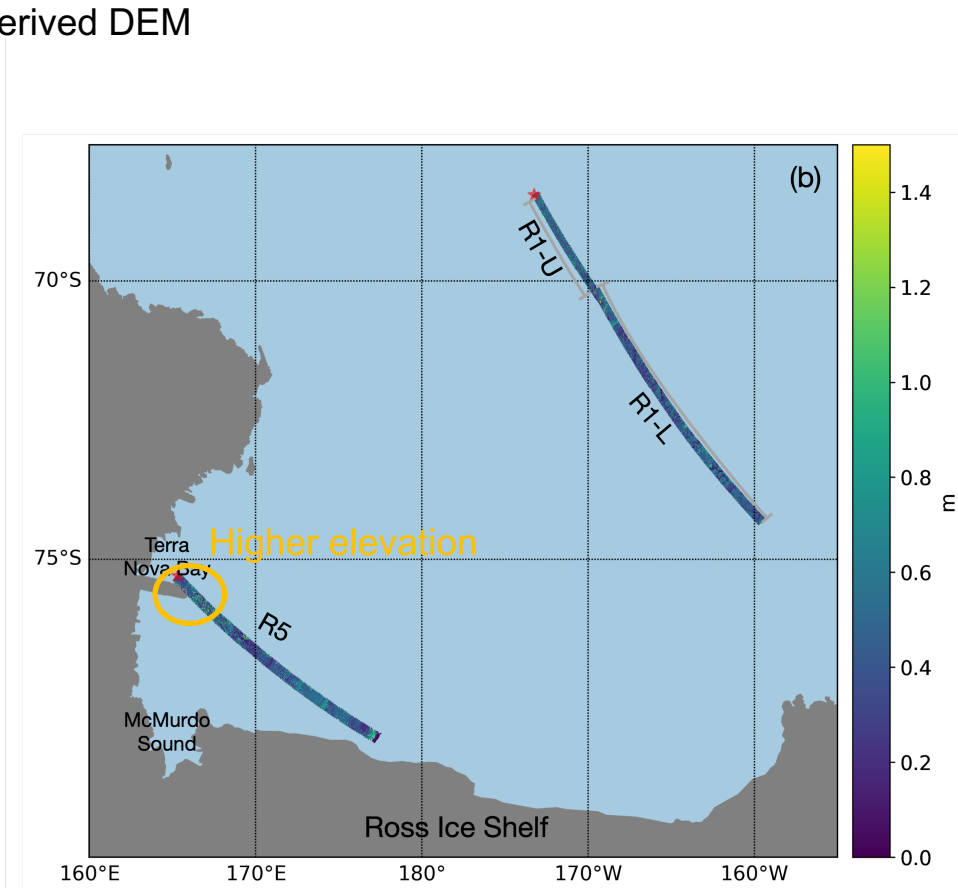 erived DEM
(b)
R1-U
70°S
R1-L
Higher elevation
Terra
Nova Bay
75°S
R5
McMurdo
Sound
Ross Ice Shelf
160°E
170°E
180°
170°W
160°W
1.4
1.2
1.0
0.8
0.6
0.4
0.2
0.0
m